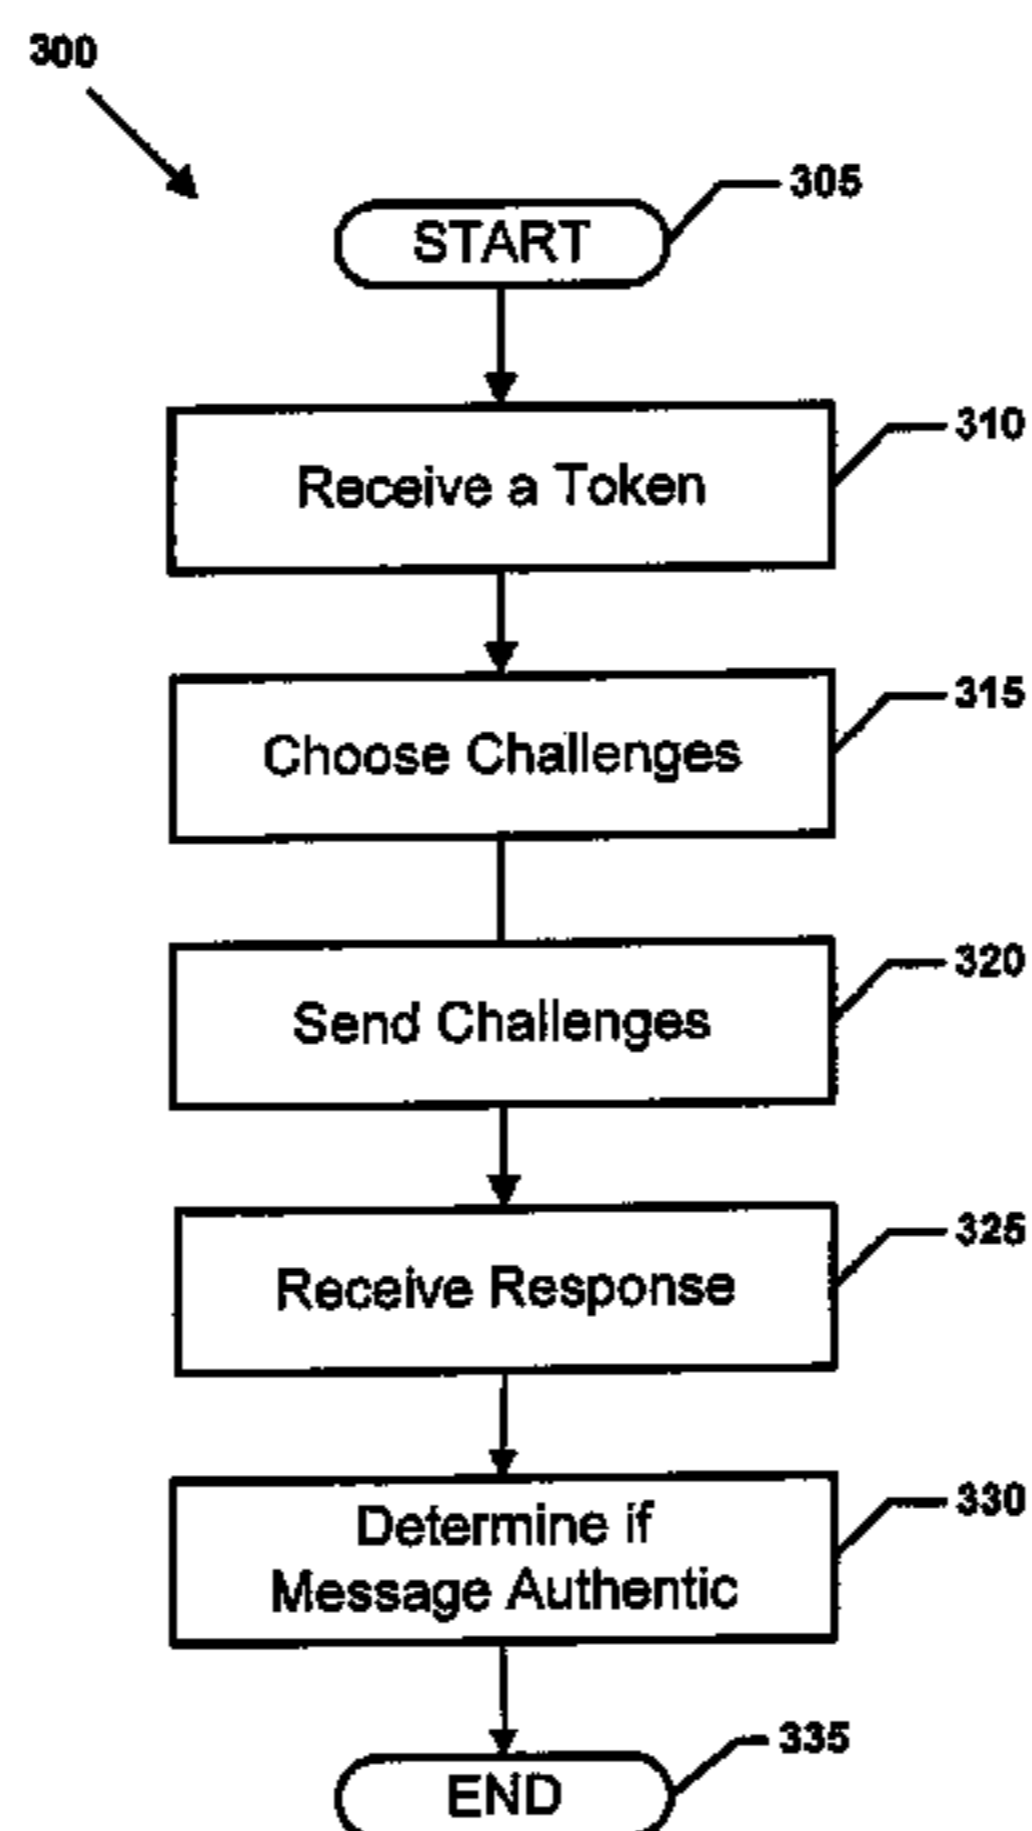 300
START
305
Receive a Token
310
Choose Challenges
315
Send Challenges
320
Receive Response
325
Determine if
Message Authentic
330
END
335